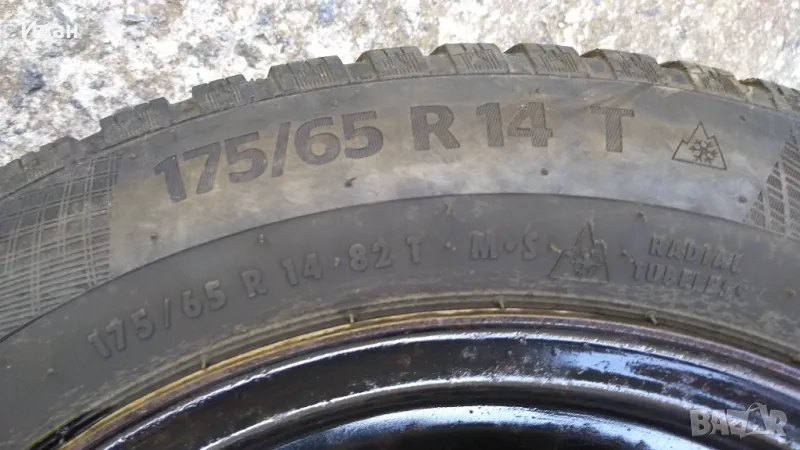 Иван
175/65 R 14 T
175/65 R 14 · 82 T · M·S RADIAL
TUBELESS
BAZAR